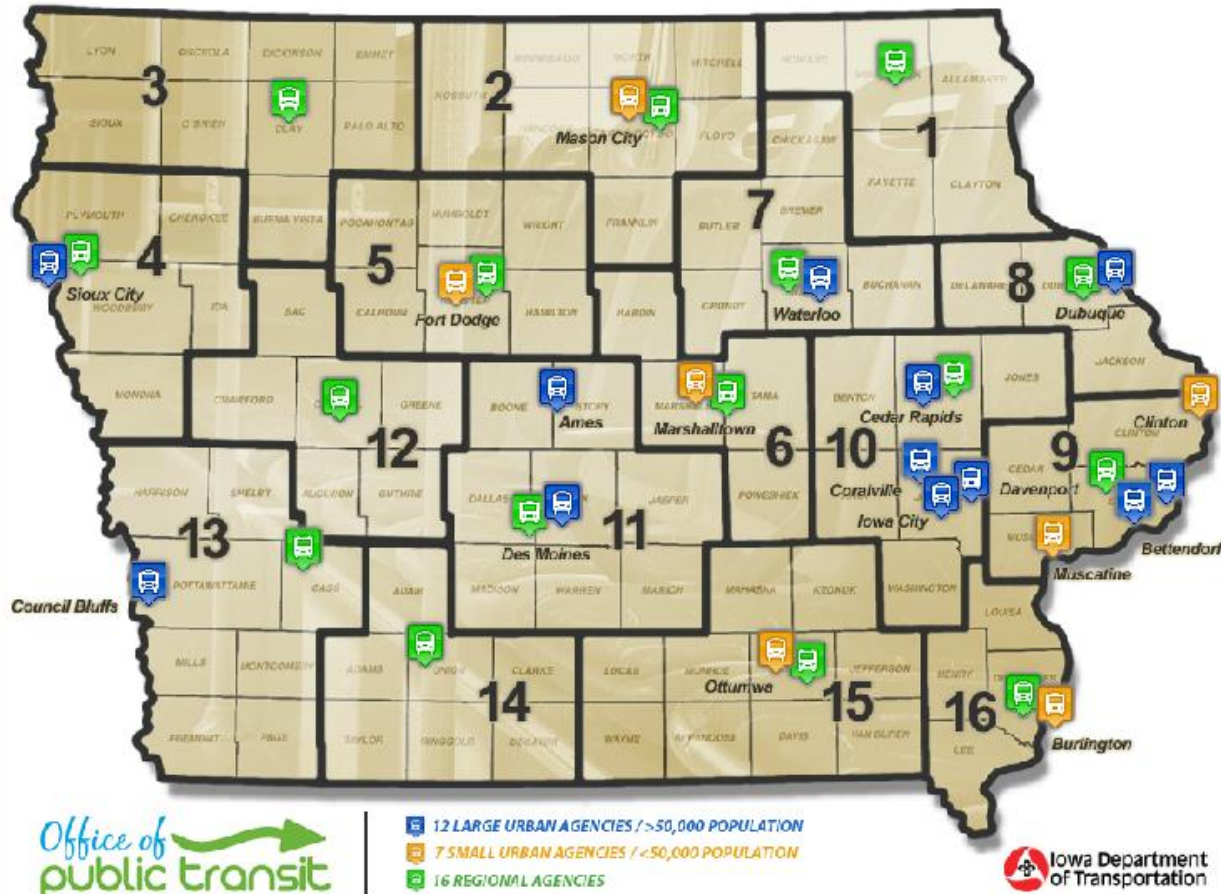 LYON OSCEOLA DICKINSON EMMET
WINNEBAGO WORTH MITCHELL
HOWARD ALLAMAKEE
3 2 KOSSUTH 1
SIOUX O'BRIEN CLAY PALO ALTO
HANCOCK Mason City FLOYD CHICKASAW
FAYETTE CLAYTON
PLYMOUTH CHEROKEE BUENA VISTA POCAHONTAS HUMBOLDT WRIGHT FRANKLIN BUTLER BREMER
4 5 7 8
Sioux City
WOODBURY IDA SAC CALHOUN Fort Dodge HAMILTON HARDIN GRUNDY Waterloo BUCHANAN DELAWARE Dubuque
JACKSON
MONONA CRAWFORD GREENE BOONE STORY TAMA BENTON JONES
Ames Marshalltown Cedar Rapids Clinton
12 6 10 9
CLINTON
HARRISON SHELBY AUDUBON GUTHRIE DALLAS JASPER POWESHIEK CEDAR
Coralville Davenport
Iowa City
13 11
Des Moines Bettendorf
Muscatine
POTTAWATTAMIE CASS ADAIR MADISON WARREN MARION MAHASKA KEOKUK WASHINGTON
Council Bluffs
LOUISA
MILLS MONTGOMERY ADAMS UNION CLARKE LUCAS MONROE JEFFERSON HENRY
Ottumwa
14 15 16
Burlington
FREMONT PAGE TAYLOR RINGGOLD DECATUR WAYNE APPANOOSE DAVIS VAN BUREN LEE
Office of
public transit
12 LARGE URBAN AGENCIES / >50,000 POPULATION
7 SMALL URBAN AGENCIES / <50,000 POPULATION
16 REGIONAL AGENCIES
Iowa Department
of Transportation